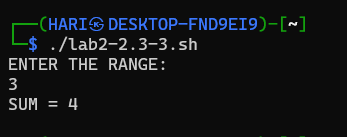 ┌──(HARI㉿DESKTOP-FND9EI9)-[~]
└─$ ./lab2-2.3-3.sh
ENTER THE RANGE:
3
SUM = 4